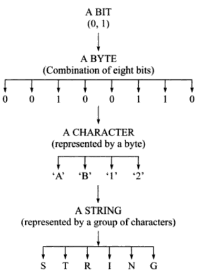 A BIT
(0, 1)
A BYTE
(Combination of eight bits)
0 0 1 0 0 1 1 0
A CHARACTER
(represented by a byte)
‘A’ ‘B’ ‘1’ ‘2’
A STRING
(represented by a group of characters)
S T R I N G